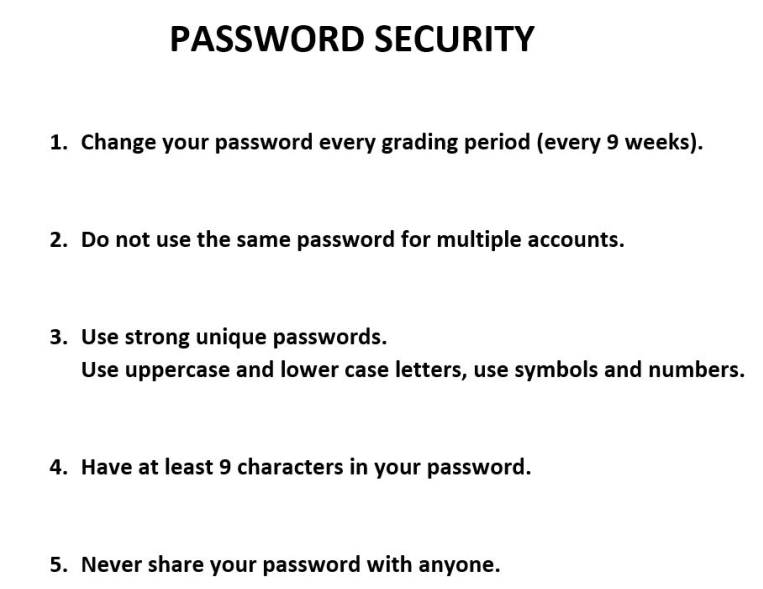 PASSWORD SECURITY
1. Change your password every grading period (every 9 weeks).
2. Do not use the same password for multiple accounts.
3. Use strong unique passwords.
Use uppercase and lower case letters, use symbols and numbers.
4. Have at least 9 characters in your password.
5. Never share your password with anyone.